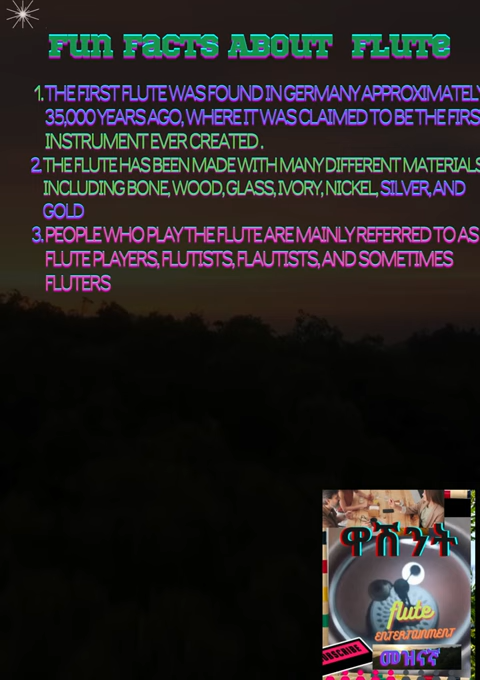 Fun Facts About Flute
1. THE FIRST FLUTE WAS FOUND IN GERMANY APPROXIMATELY
35,000 YEARS AGO, WHERE IT WAS CLAIMED TO BE THE FIRS
INSTRUMENT EVER CREATED .
2. THE FLUTE HAS BEEN MADE WITH MANY DIFFERENT MATERIALS
INCLUDING BONE, WOOD, GLASS, IVORY, NICKEL, SILVER, AND
GOLD
3. PEOPLE WHO PLAY THE FLUTE ARE MAINLY REFERRED TO AS
FLUTE PLAYERS, FLUTISTS, FLAUTISTS, AND SOMETIMES
FLUTERS
ዋሽንት
flute
ENTERTAINMENT
UBSCRIBE
መዝናኛ